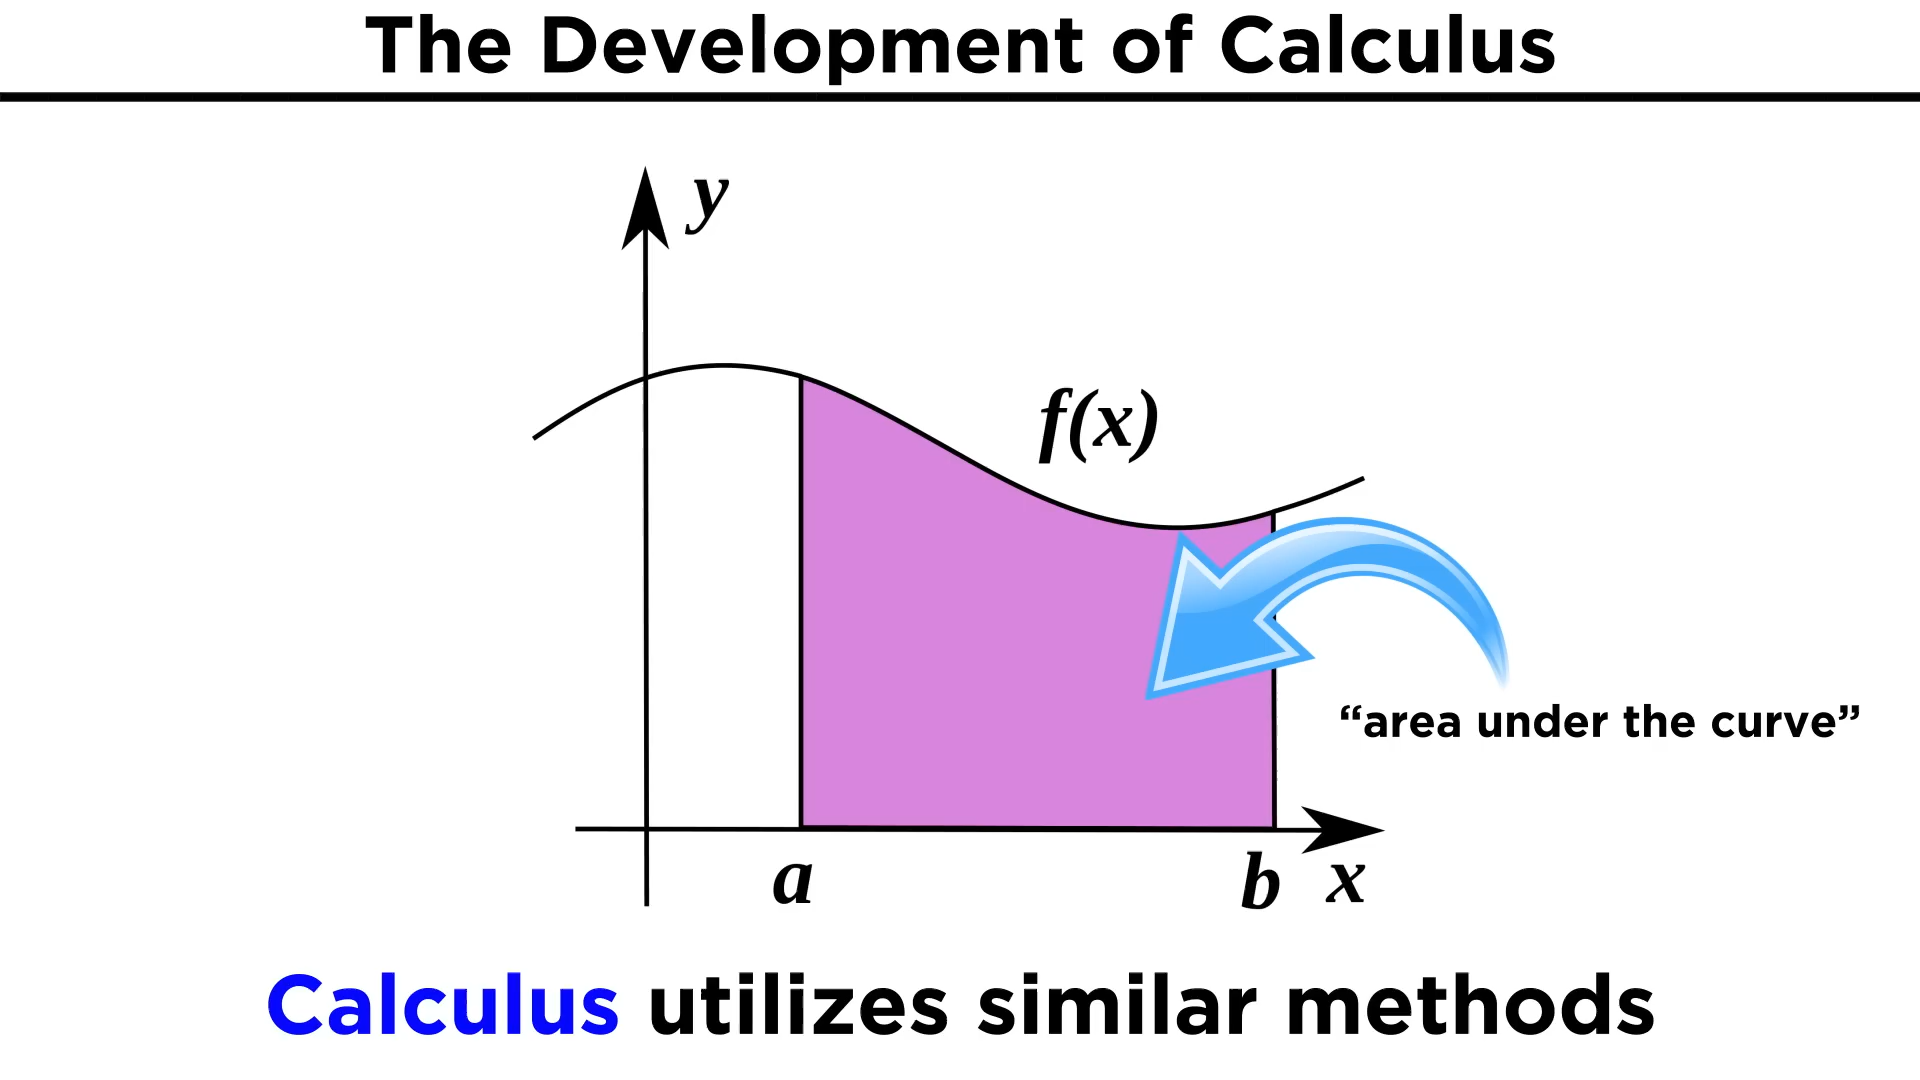 The Development of Calculus
y
f(x)
“area under the curve”
a
b
x
Calculus utilizes similar methods